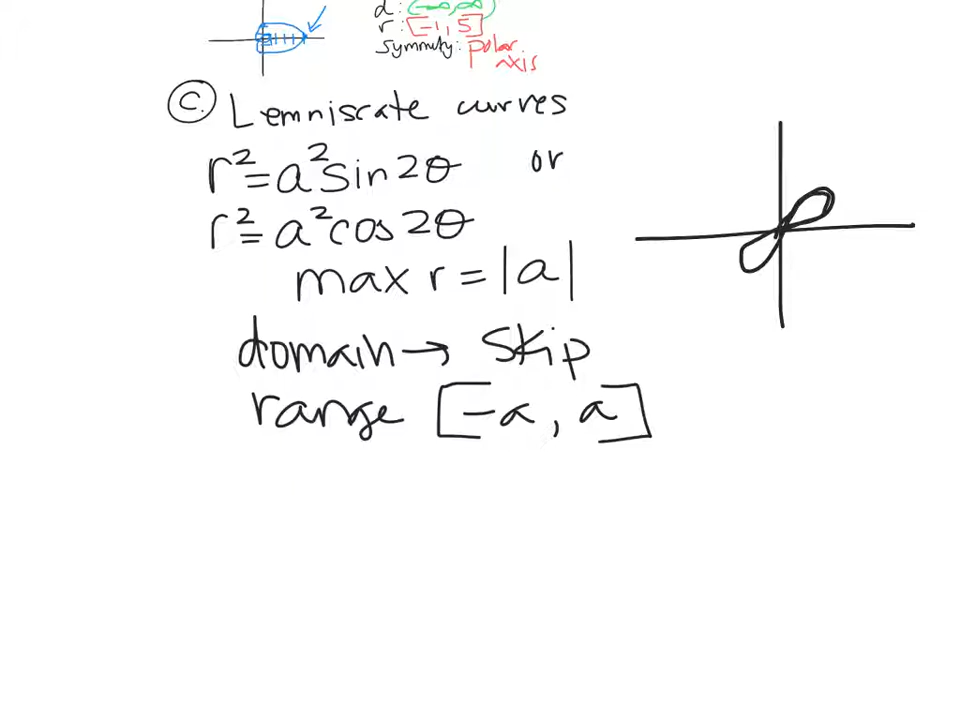 d: (-∞, ∞)
r: [-1, 5]
symmetry: polar axis
C. Lemniscate curves
r² = a² sin 2θ or
r² = a² cos 2θ
max r = |a|
domain → skip
range [-a, a]